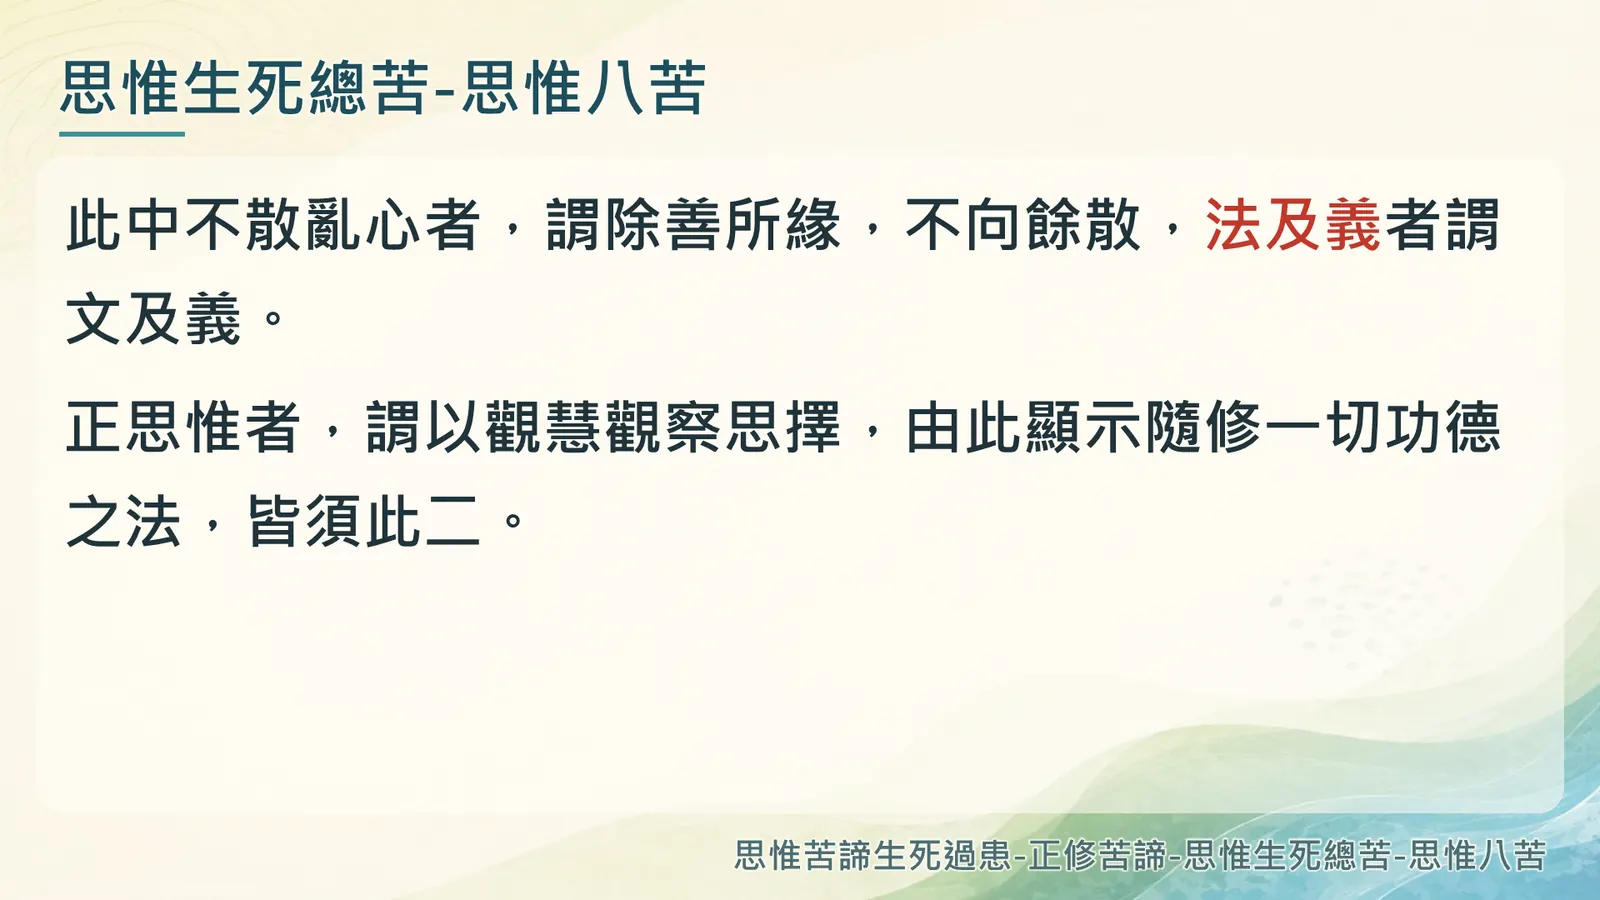 思惟生死總苦-思惟八苦
此中不散亂心者，謂除善所緣，不向餘散，法及義者謂
文及義。
正思惟者，謂以觀慧觀察思擇，由此顯示隨修一切功德
之法，皆須此二。
思惟苦諦生死過患-正修苦諦-思惟生死總苦-思惟八苦